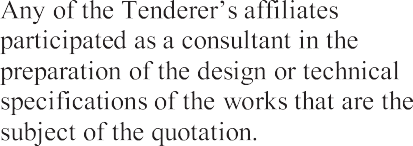 Any of the Tenderer's affiliates
participated as a consultant in the
preparation of the design or technical
specifications of the works that are the
subject of the quotation.